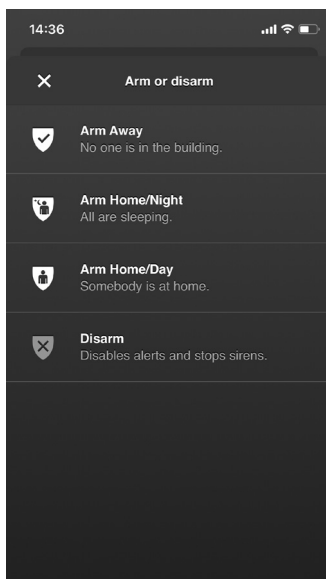 14:36
Arm or disarm
Arm Away
No one is in the building.
Arm Home/Night
All are sleeping.
Arm Home/Day
Somebody is at home.
Disarm
Disables alerts and stops sirens.